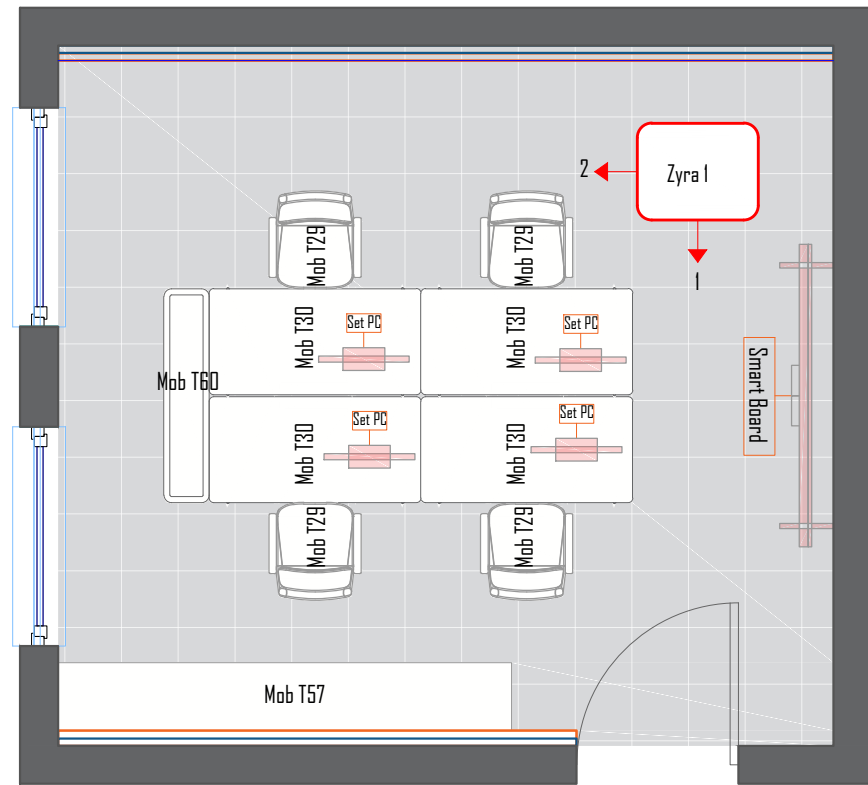 2
Zyra 1
1
Mob T29
Mob T29
Mob T30
Set PC
Mob T30
Set PC
Mob T60
Smart Board
Mob T30
Set PC
Mob T30
Set PC
Mob T29
Mob T29
Mob T57